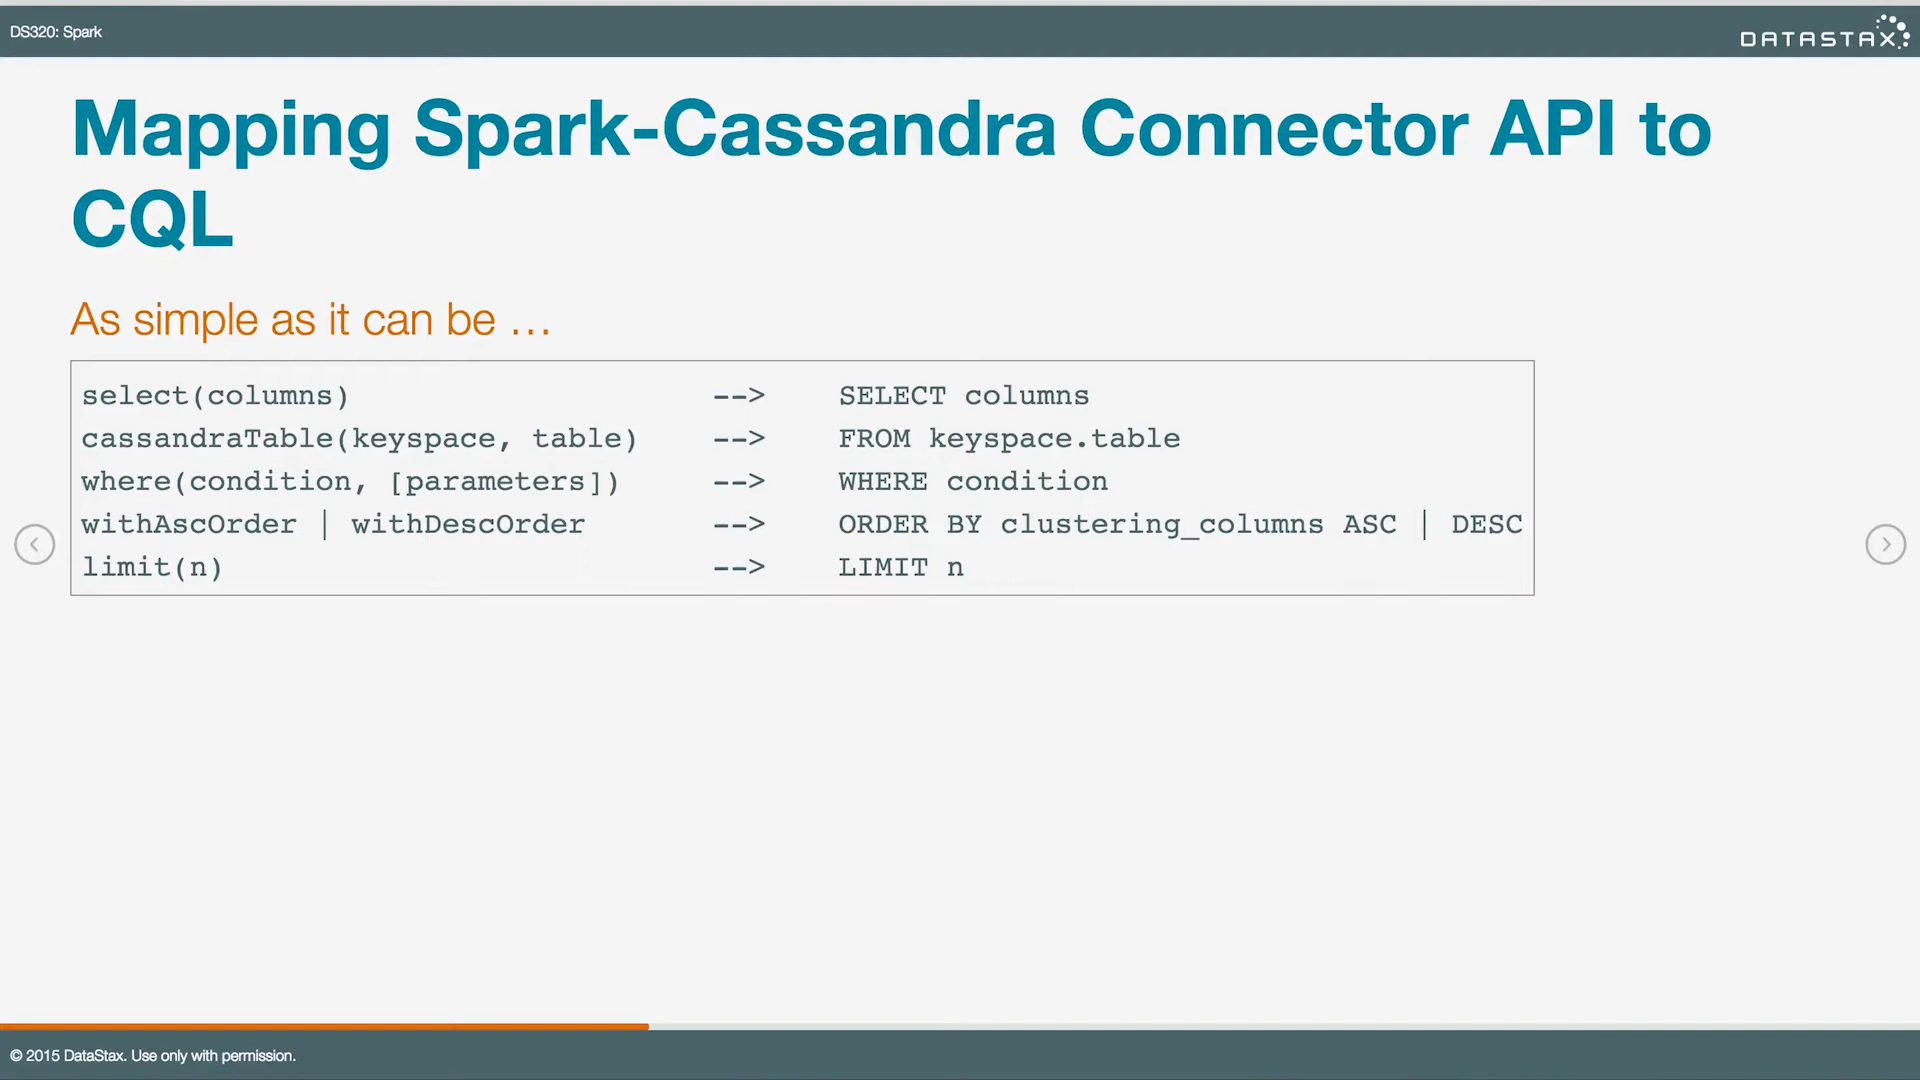 DS320: Spark
DATASTAX
Mapping Spark-Cassandra Connector API to
CQL
As simple as it can be …
select(columns) --> SELECT columns
cassandraTable(keyspace, table) --> FROM keyspace.table
where(condition, [parameters]) --> WHERE condition
withAscOrder | withDescOrder --> ORDER BY clustering_columns ASC | DESC
limit(n) --> LIMIT n
© 2015 DataStax. Use only with permission.